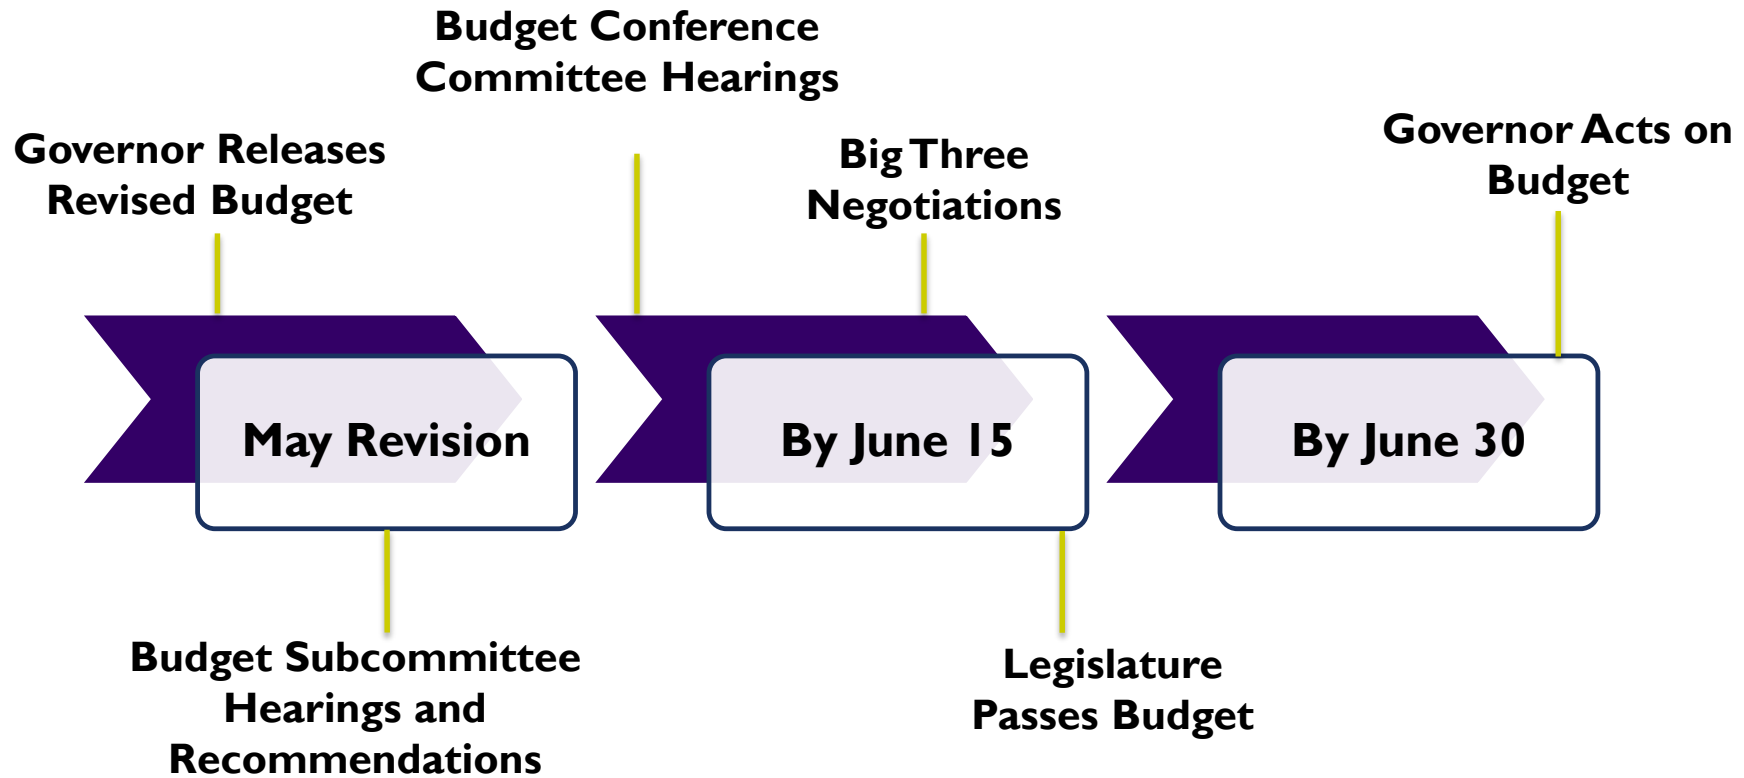 Budget Conference
Committee Hearings
Governor Releases
Revised Budget
Big Three
Negotiations
Governor Acts on
Budget
May Revision
By June 15
By June 30
Budget Subcommittee
Hearings and
Recommendations
Legislature
Passes Budget